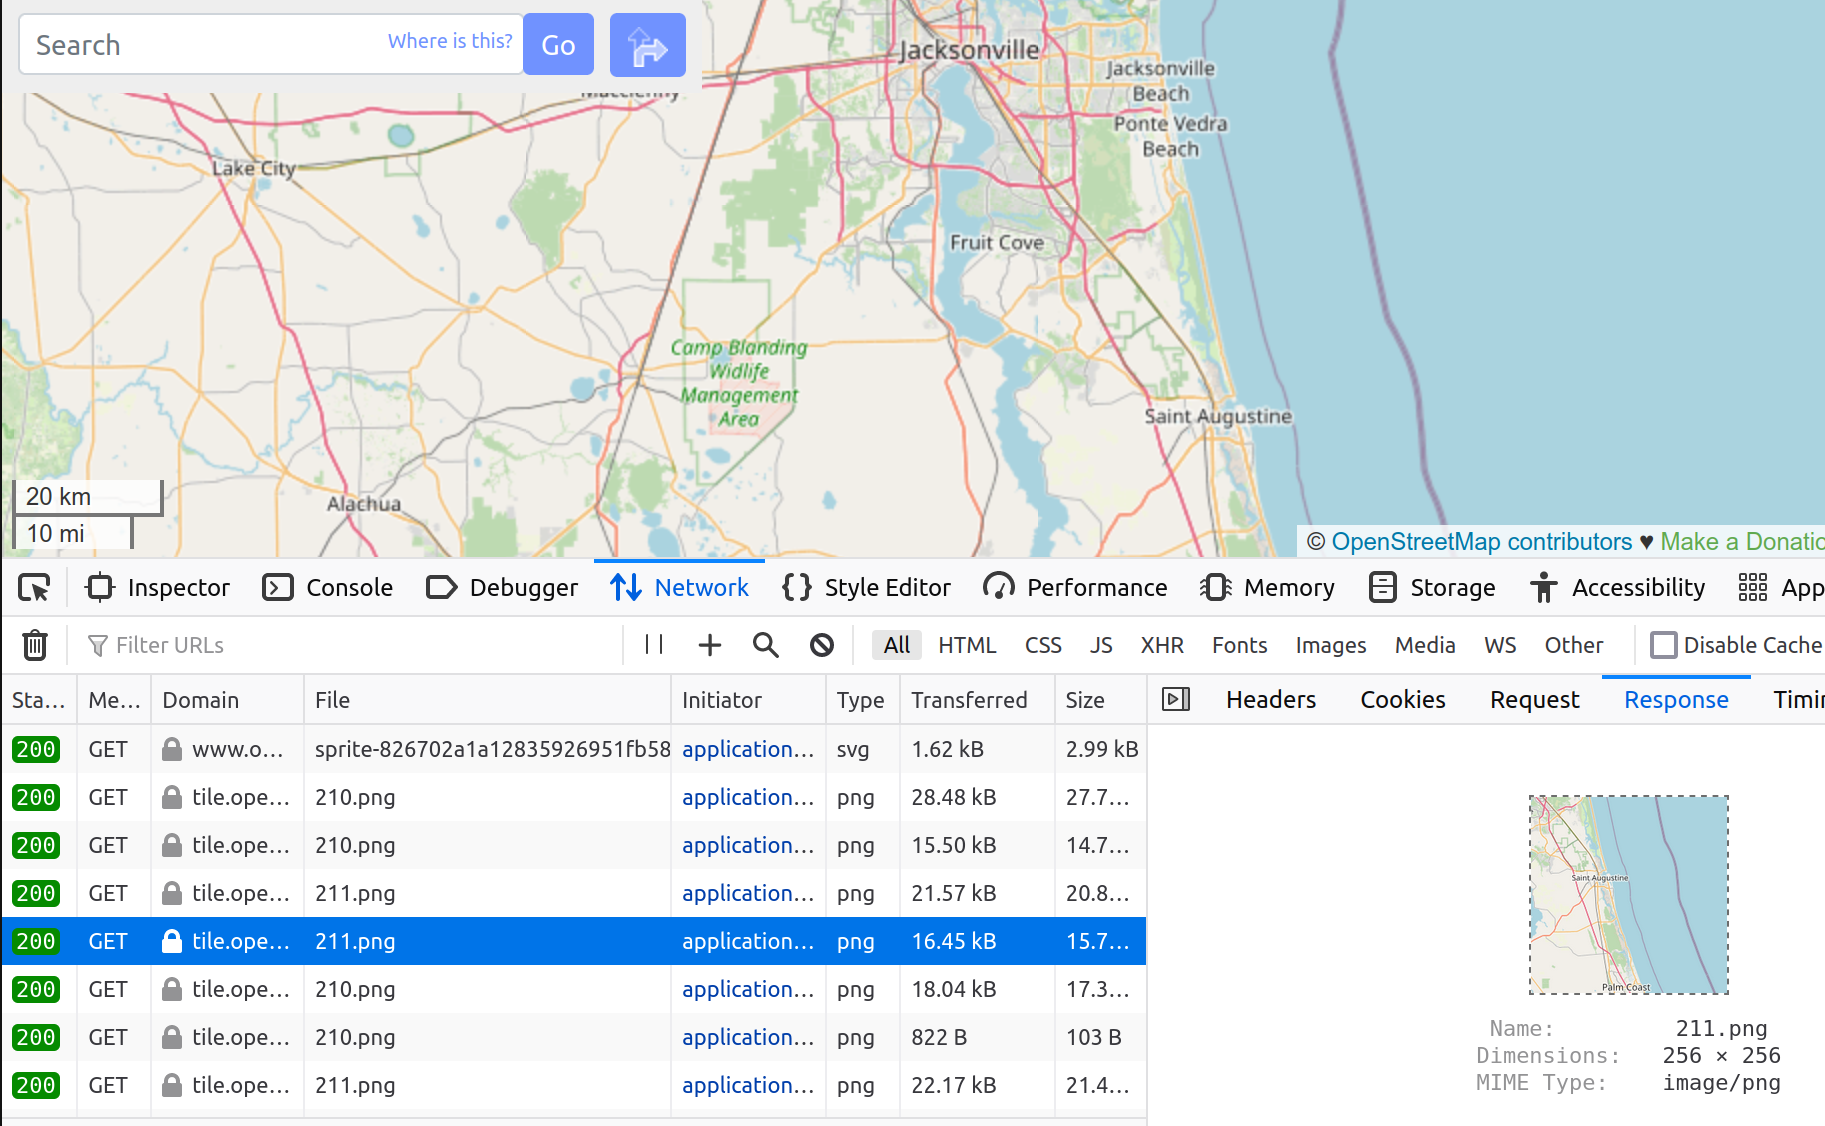 Search Where is this? Go
Jacksonville
Jacksonville
Beach
Macclenny
Ponte Vedra
Beach
Lake City
Fruit Cove
Camp Blanding
Widlife
Management
Area
Saint Augustine
20 km
Alachua
10 mi
© OpenStreetMap contributors ♥ Make a Donatio
Inspector Console Debugger Network Style Editor Performance Memory Storage Accessibility App
Filter URLs All HTML CSS JS XHR Fonts Images Media WS Other Disable Cache
Sta... Me... Domain File Initiator Type Transferred Size Headers Cookies Request Response Timi
200 GET www.o... sprite-826702a1a12835926951fb58 application... svg 1.62 kB 2.99 kB
200 GET tile.ope... 210.png application... png 28.48 kB 27.7...
200 GET tile.ope... 210.png application... png 15.50 kB 14.7...
200 GET tile.ope... 211.png application... png 21.57 kB 20.8...
200 GET tile.ope... 211.png application... png 16.45 kB 15.7...
200 GET tile.ope... 210.png application... png 18.04 kB 17.3...
200 GET tile.ope... 210.png application... png 822 B 103 B
200 GET tile.ope... 211.png application... png 22.17 kB 21.4...
Saint Augustine
Palm Coast
Name: 211.png
Dimensions: 256 × 256
MIME Type: image/png